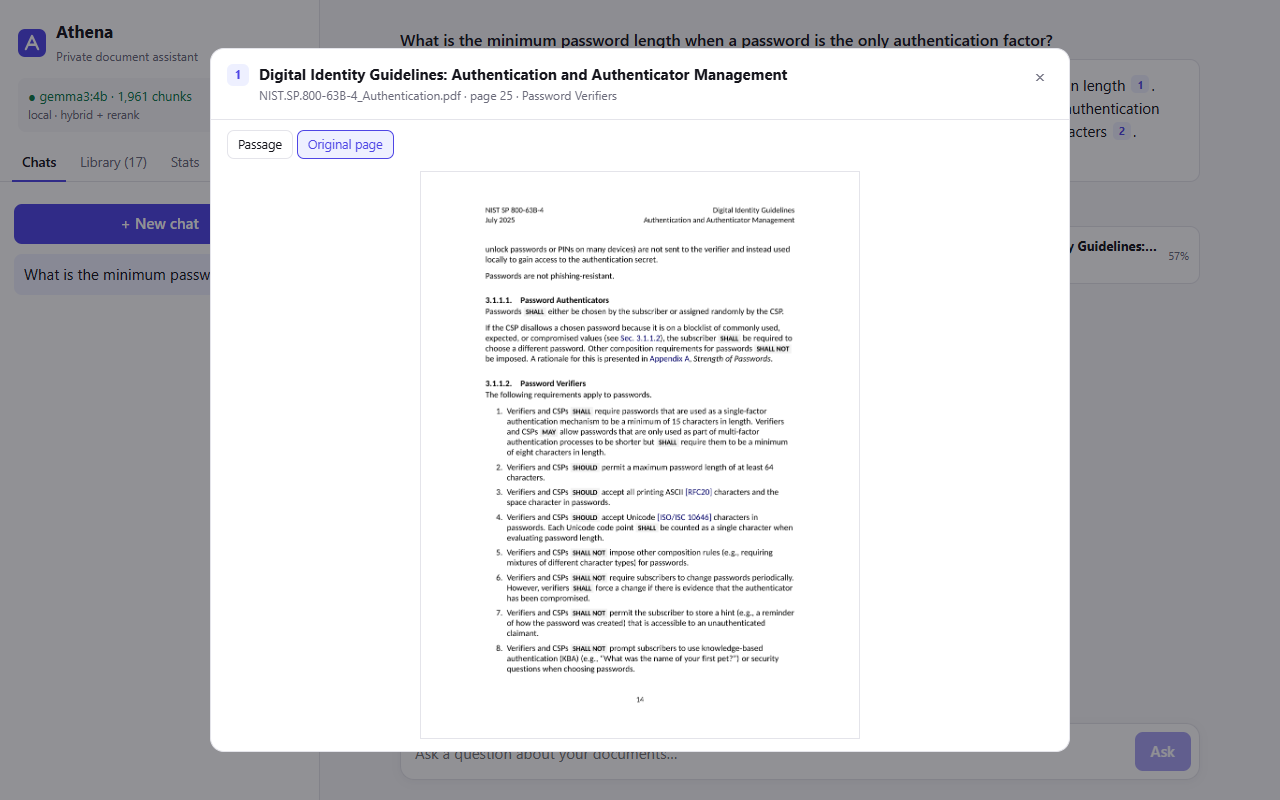 Athena
Private document assistant
● gemma3:4b · 1,961 chunks
local · hybrid + rerank
Chats
Library (17)
Stats
+ New chat
What is the minimum passw
What is the minimum password length when a password is the only authentication factor?
n length 1 .
uthentication
acters 2 .
y Guidelines:...
57%
1
Digital Identity Guidelines: Authentication and Authenticator Management
NIST.SP.800-63B-4_Authentication.pdf · page 25 · Password Verifiers
×
Passage
Original page
NIST SP 800-63B-4
July 2025
Digital Identity Guidelines
Authentication and Authenticator Management
unlock passwords or PINs on many devices) are not sent to the verifier and instead used
locally to gain access to the authentication secret.
Passwords are not phishing-resistant.
3.1.1.1. Password Authenticators
Passwords SHALL either be chosen by the subscriber or assigned randomly by the CSP.
If the CSP disallows a chosen password because it is on a blocklist of commonly used,
expected, or compromised values (see Sec. 3.1.1.2), the subscriber SHALL be required to
choose a different password. Other composition requirements for passwords SHALL NOT
be imposed. A rationale for this is presented in Appendix A, Strength of Passwords.
3.1.1.2. Password Verifiers
The following requirements apply to passwords.
1. Verifiers and CSPs SHALL require passwords that are used as a single-factor
authentication mechanism to be a minimum of 15 characters in length. Verifiers
and CSPs MAY allow passwords that are only used as part of multi-factor
authentication processes to be shorter but SHALL require them to be a minimum
of eight characters in length.
2. Verifiers and CSPs SHOULD permit a maximum password length of at least 64
characters.
3. Verifiers and CSPs SHOULD accept all printing ASCII [RFC20] characters and the
space character in passwords.
4. Verifiers and CSPs SHOULD accept Unicode [ISO/ISC 10646] characters in
passwords. Each Unicode code point SHALL be counted as a single character when
evaluating password length.
5. Verifiers and CSPs SHALL NOT impose other composition rules (e.g., requiring
mixtures of different character types) for passwords.
6. Verifiers and CSPs SHALL NOT require subscribers to change passwords periodically.
However, verifiers SHALL force a change if there is evidence that the authenticator
has been compromised.
7. Verifiers and CSPs SHALL NOT permit the subscriber to store a hint (e.g., a reminder
of how the password was created) that is accessible to an unauthenticated
claimant.
8. Verifiers and CSPs SHALL NOT prompt subscribers to use knowledge-based
authentication (KBA) (e.g., "What was the name of your first pet?") or security
questions when choosing passwords.
14
Ask a question about your documents...
Ask